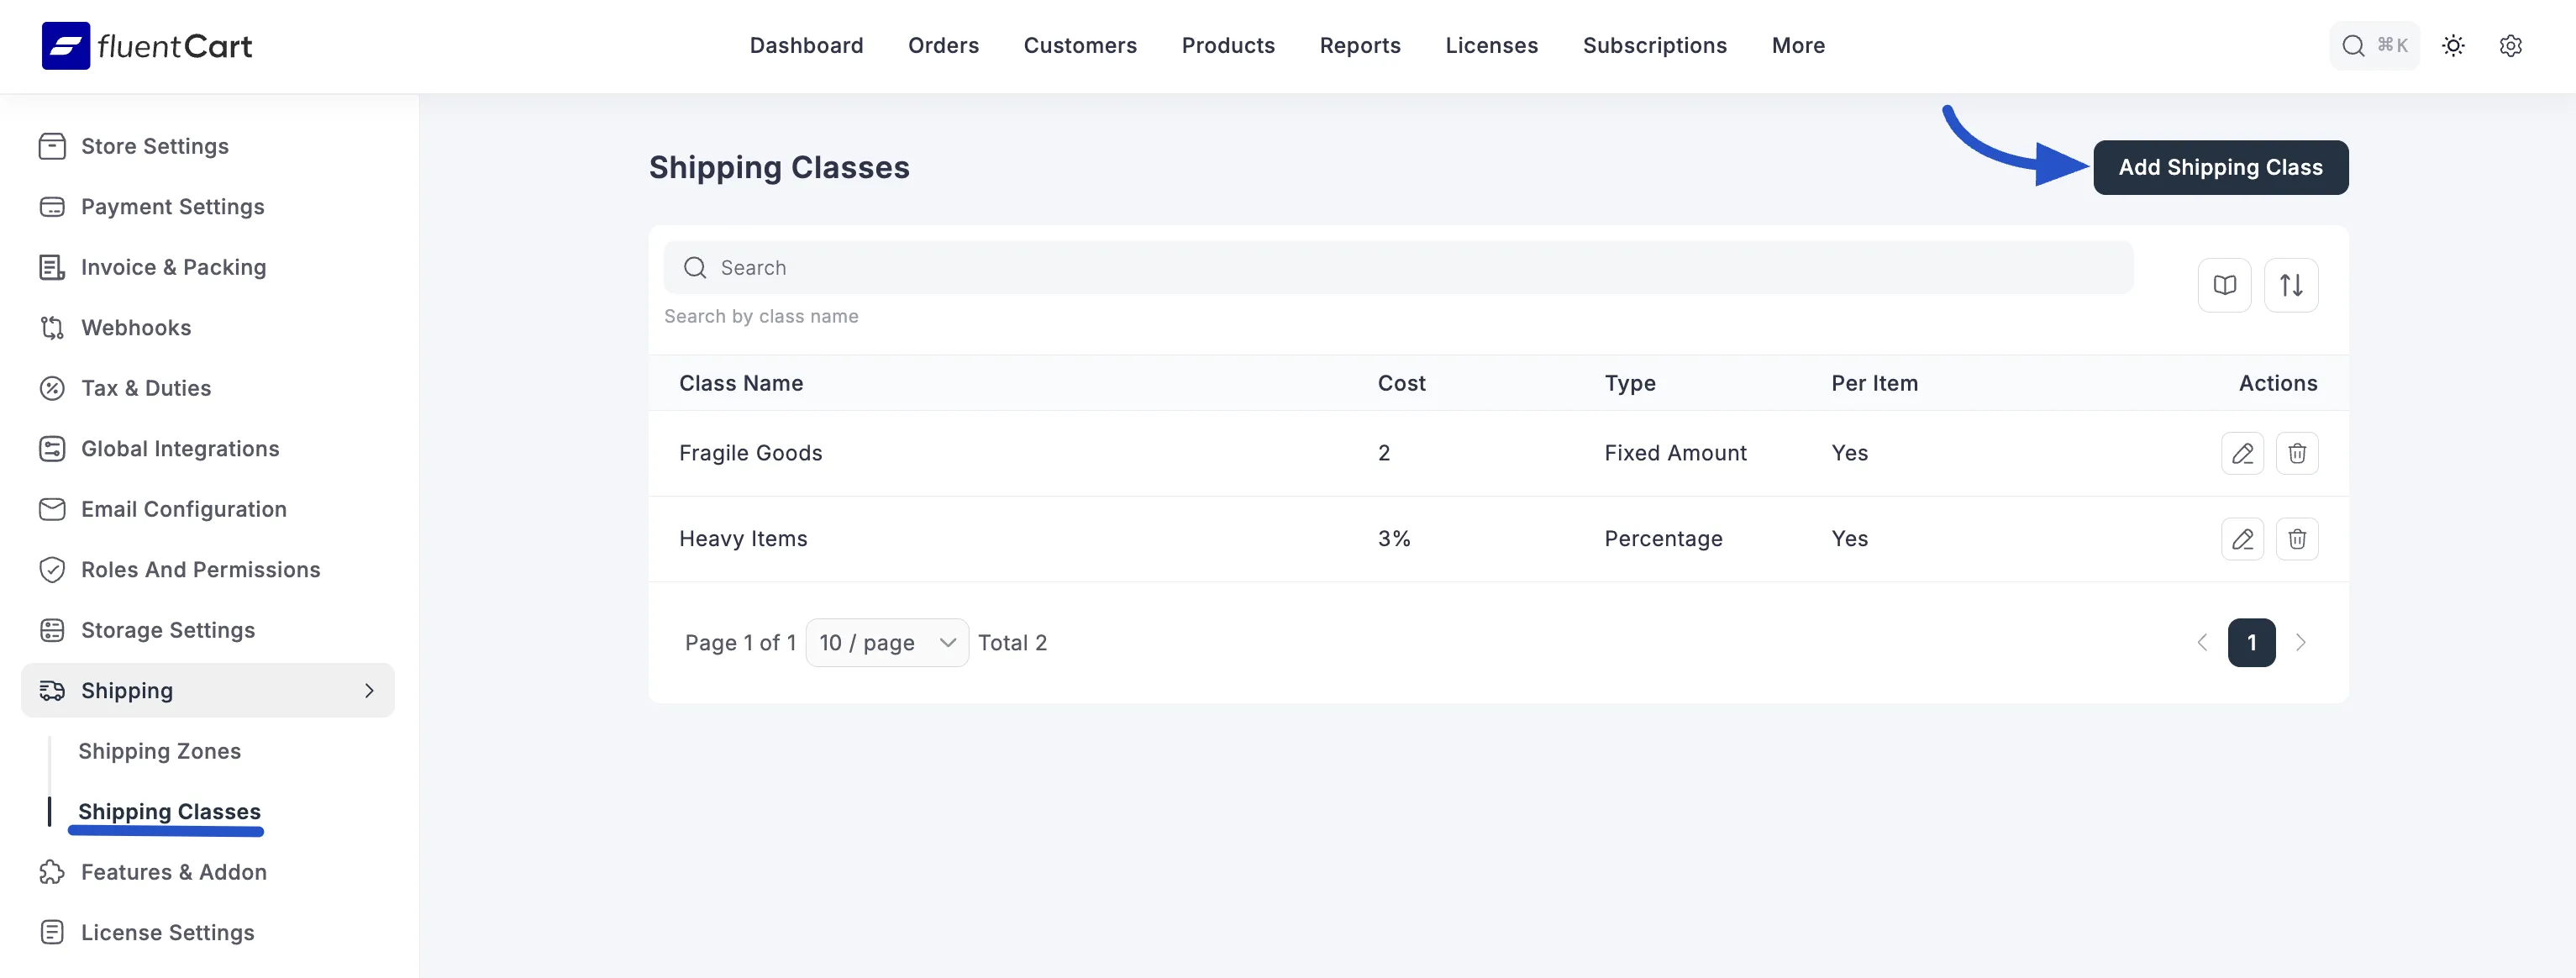 fluentCart
Dashboard
Orders
Customers
Products
Reports
Licenses
Subscriptions
More
⌘K
Store Settings
Payment Settings
Invoice & Packing
Webhooks
Tax & Duties
Global Integrations
Email Configuration
Roles And Permissions
Storage Settings
Shipping
Shipping Zones
Shipping Classes
Features & Addon
License Settings
Shipping Classes
Add Shipping Class
Search
Search by class name
Class Name Cost Type Per Item Actions
Fragile Goods 2 Fixed Amount Yes
Heavy Items 3% Percentage Yes
Page 1 of 1 10 / page Total 2
1